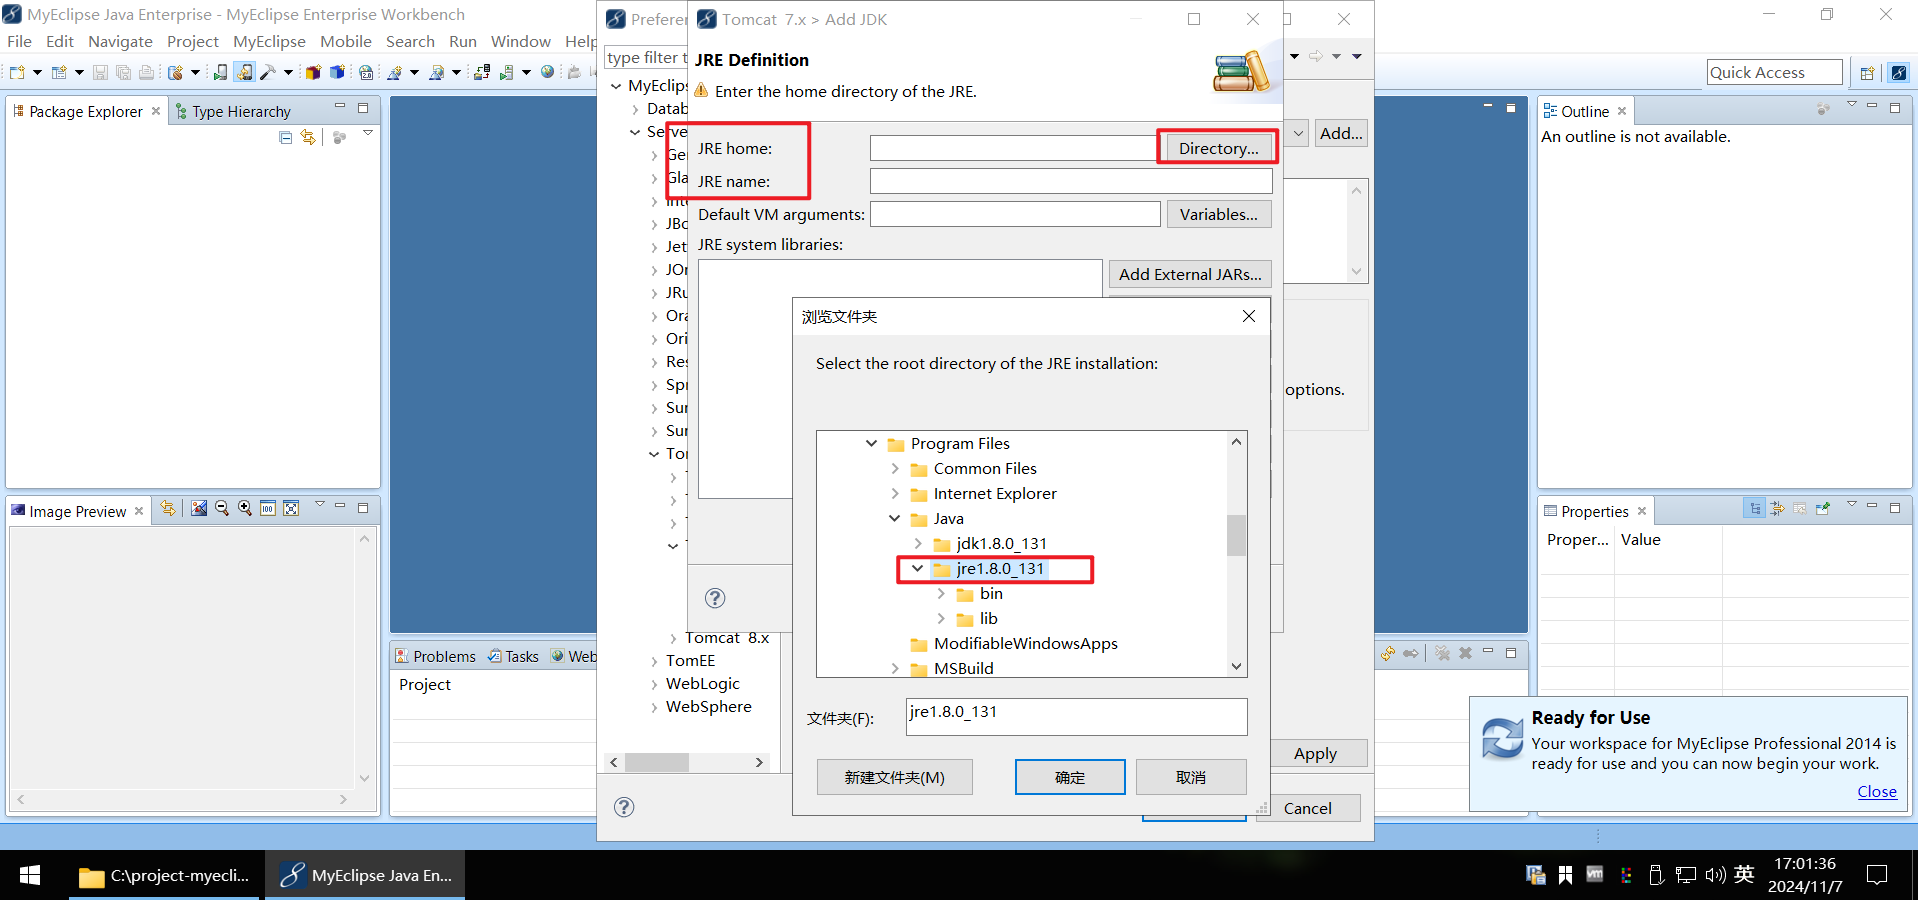 MyEclipse Java Enterprise - MyEclipse Enterprise Workbench
File Edit Navigate Project MyEclipse Mobile Search Run Window Help
Quick Access
Package Explorer
Type Hierarchy
Image Preview
Problems Tasks Web
Project
Outline
An outline is not available.
Properties
Proper... Value
Preferen
type filter t
MyEclips
Datab
Serve
Ger
Gla
Inte
JBo
Jet
JOr
JRu
Ora
Ori
Res
Spr
Sur
Sur
Tor
Tomcat 8.x
TomEE
WebLogic
WebSphere
Add...
options.
Apply
Cancel
Tomcat 7.x > Add JDK
JRE Definition
Enter the home directory of the JRE.
JRE home:
Directory...
JRE name:
Default VM arguments:
Variables...
JRE system libraries:
Add External JARs...
浏览文件夹
Select the root directory of the JRE installation:
Program Files
Common Files
Internet Explorer
Java
jdk1.8.0_131
jre1.8.0_131
bin
lib
ModifiableWindowsApps
MSBuild
文件夹(F):
jre1.8.0_131
新建文件夹(M)
确定
取消
Ready for Use
Your workspace for MyEclipse Professional 2014 is
ready for use and you can now begin your work.
Close
C:\project-myecli...
MyEclipse Java En...
英
17:01:36
2024/11/7